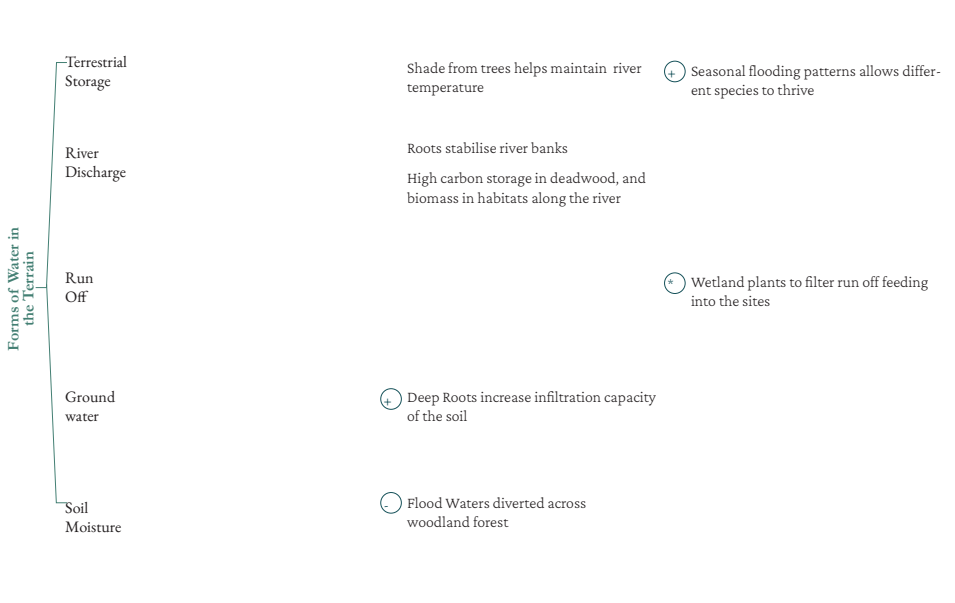 Forms of Water in
the Terrain
Terrestrial
Storage
Shade from trees helps maintain river
temperature
+
Seasonal flooding patterns allows differ-
ent species to thrive
River
Discharge
Roots stabilise river banks
High carbon storage in deadwood, and
biomass in habitats along the river
Run
Off
*
Wetland plants to filter run off feeding
into the sites
Ground
water
+
Deep Roots increase infiltration capacity
of the soil
Soil
Moisture
-
Flood Waters diverted across
woodland forest